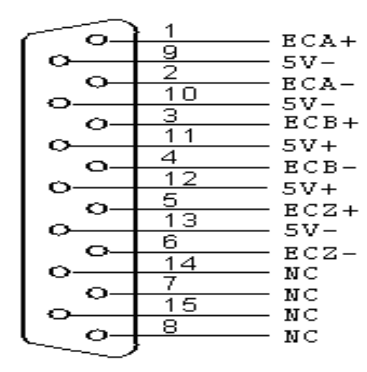 1 ECA+
9 5V-
2 ECA-
10 5V-
3 ECB+
11 5V+
4 ECB-
12 5V+
5 ECZ+
13 5V-
6 ECZ-
14 NC
7 NC
15 NC
8 NC